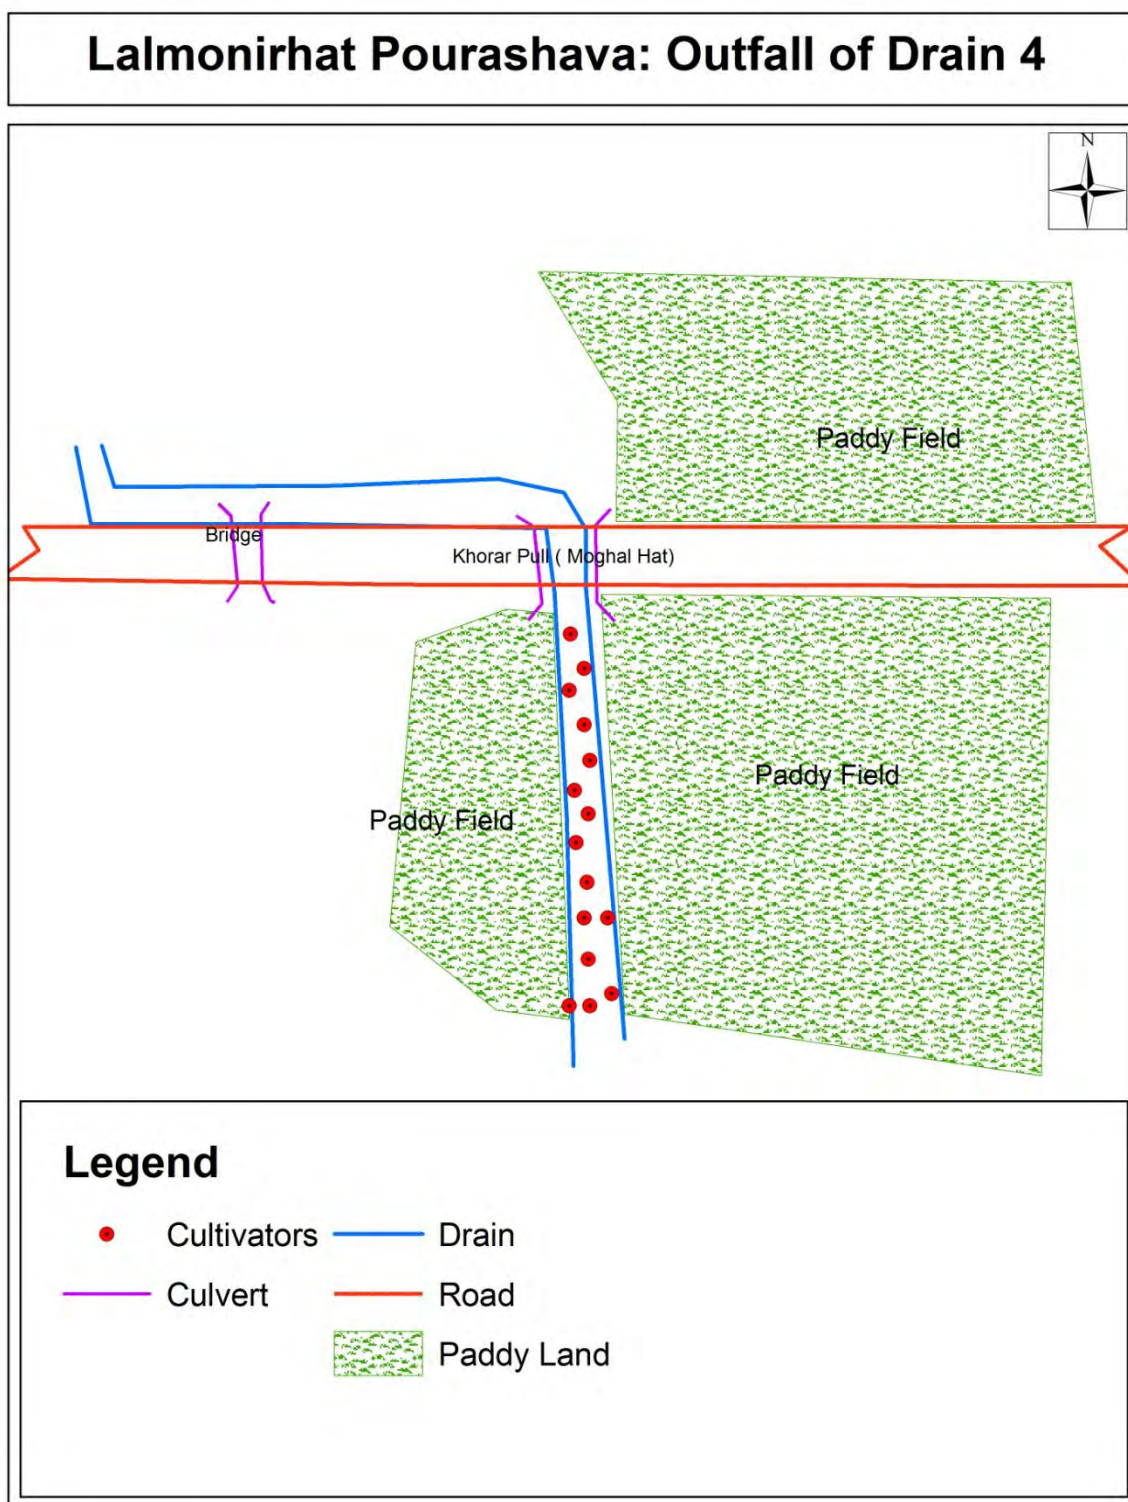 Lalmonirhat Pourashava: Outfall of Drain 4
N
Paddy Field
Bridge
Khorar Pull ( Moghal Hat)
Paddy Field
Paddy Field
Legend
Cultivators
Drain
Culvert
Road
Paddy Land